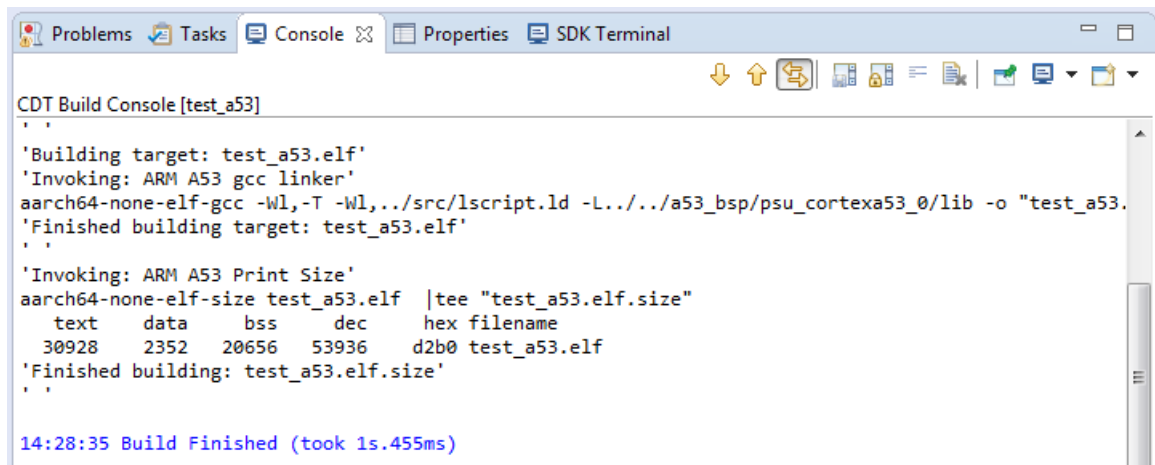 Problems Tasks Console Properties SDK Terminal
CDT Build Console [test_a53]
' '
'Building target: test_a53.elf'
'Invoking: ARM A53 gcc linker'
aarch64-none-elf-gcc -Wl,-T -Wl,../src/lscript.ld -L../../a53_bsp/psu_cortexa53_0/lib -o "test_a53.
'Finished building target: test_a53.elf'
' '
'Invoking: ARM A53 Print Size'
aarch64-none-elf-size test_a53.elf  |tee "test_a53.elf.size"
   text    data     bss     dec     hex filename
  30928    2352   20656   53936    d2b0 test_a53.elf
'Finished building: test_a53.elf.size'
' '
14:28:35 Build Finished (took 1s.455ms)